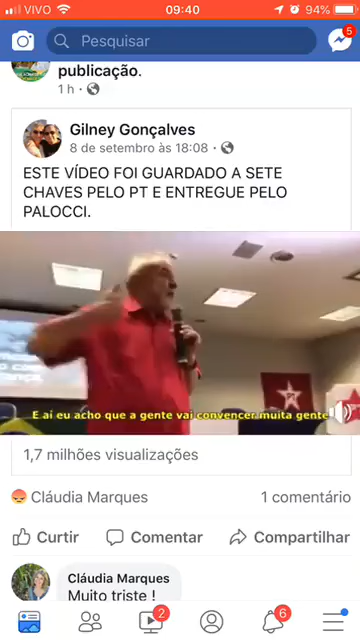 VIVO
09:40
94%
Pesquisar
5
publicação.
1 h ·
Gilney Gonçalves
8 de setembro às 18:08 ·
ESTE VÍDEO FOI GUARDADO A SETE
CHAVES PELO PT E ENTREGUE PELO
PALOCCI.
E aí eu acho que a gente vai convencer muita gente
1,7 milhões visualizações
Cláudia Marques
1 comentário
Curtir
Comentar
Compartilhar
Cláudia Marques
Muito triste !
2
6